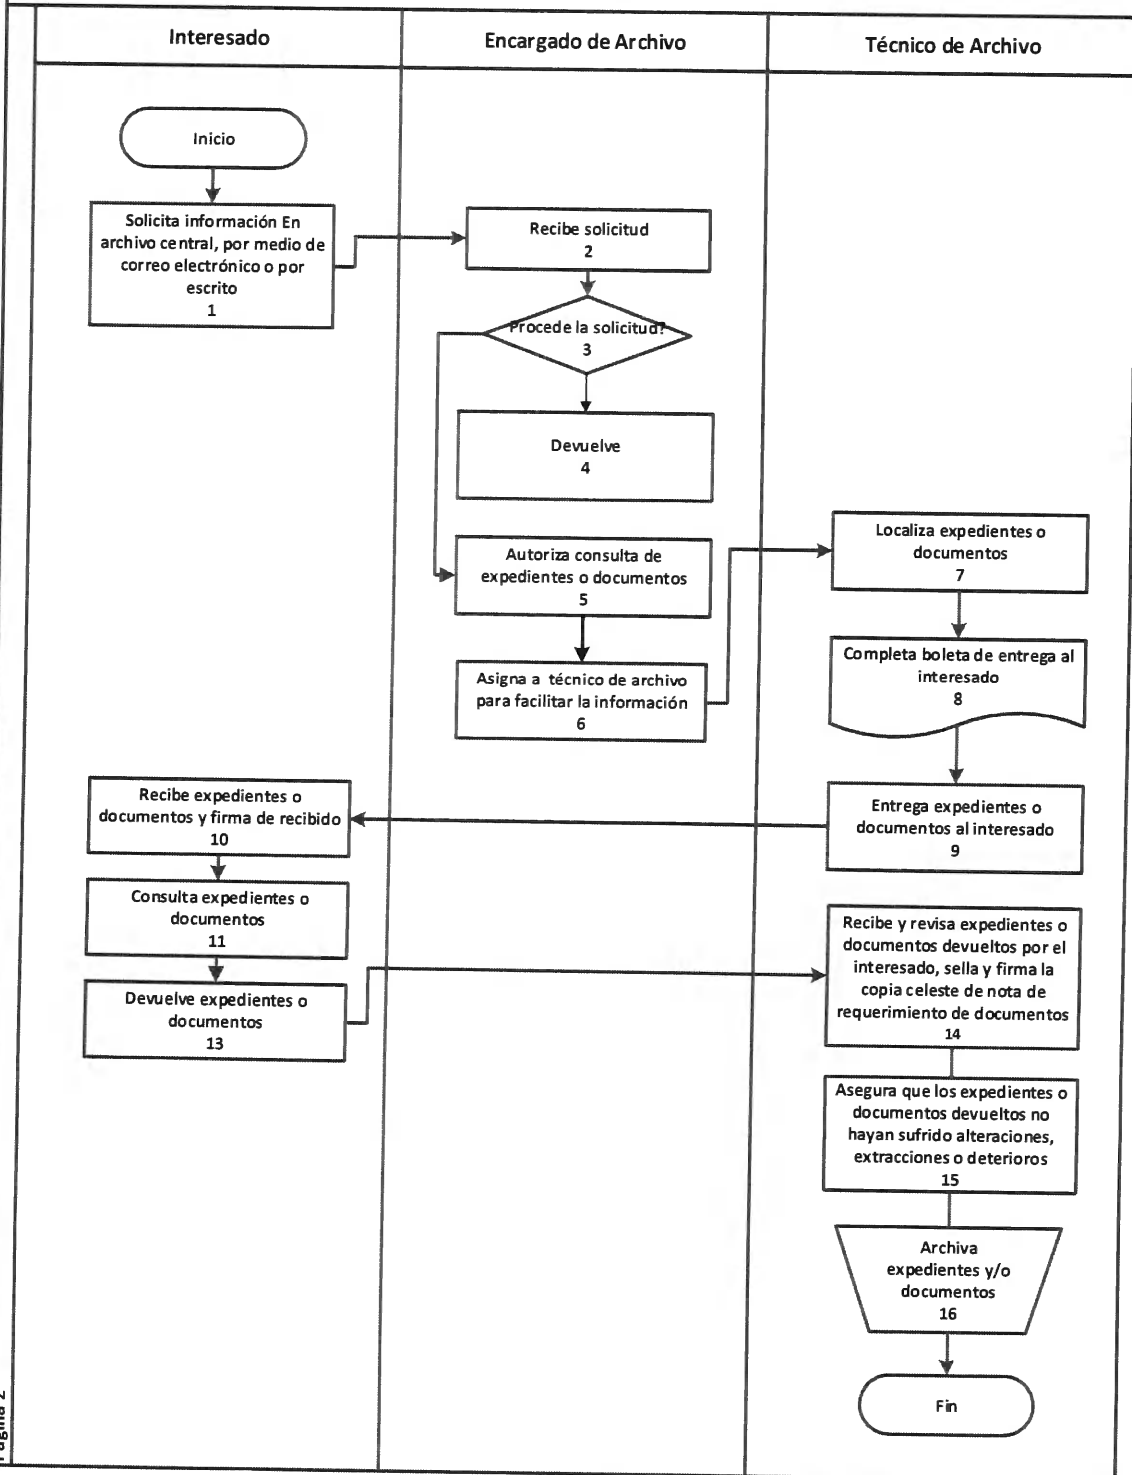 Interesado
Encargado de Archivo
Técnico de Archivo
Inicio
Solicita información En
archivo central, por medio de
correo electrónico o por
escrito
1
Recibe solicitud
2
Procede la solicitud?
3
Devuelve
4
Autoriza consulta de
expedientes o documentos
5
Asigna a técnico de archivo
para facilitar la información
6
Localiza expedientes o
documentos
7
Completa boleta de entrega al
interesado
8
Entrega expedientes o
documentos al interesado
9
Recibe expedientes o
documentos y firma de recibido
10
Consulta expedientes o
documentos
11
Devuelve expedientes o
documentos
13
Recibe y revisa expedientes o
documentos devueltos por el
interesado, sella y firma la
copia celeste de nota de
requerimiento de documentos
14
Asegura que los expedientes o
documentos devueltos no
hayan sufrido alteraciones,
extracciones o deterioros
15
Archiva
expedientes y/o
documentos
16
Fin
Página 2